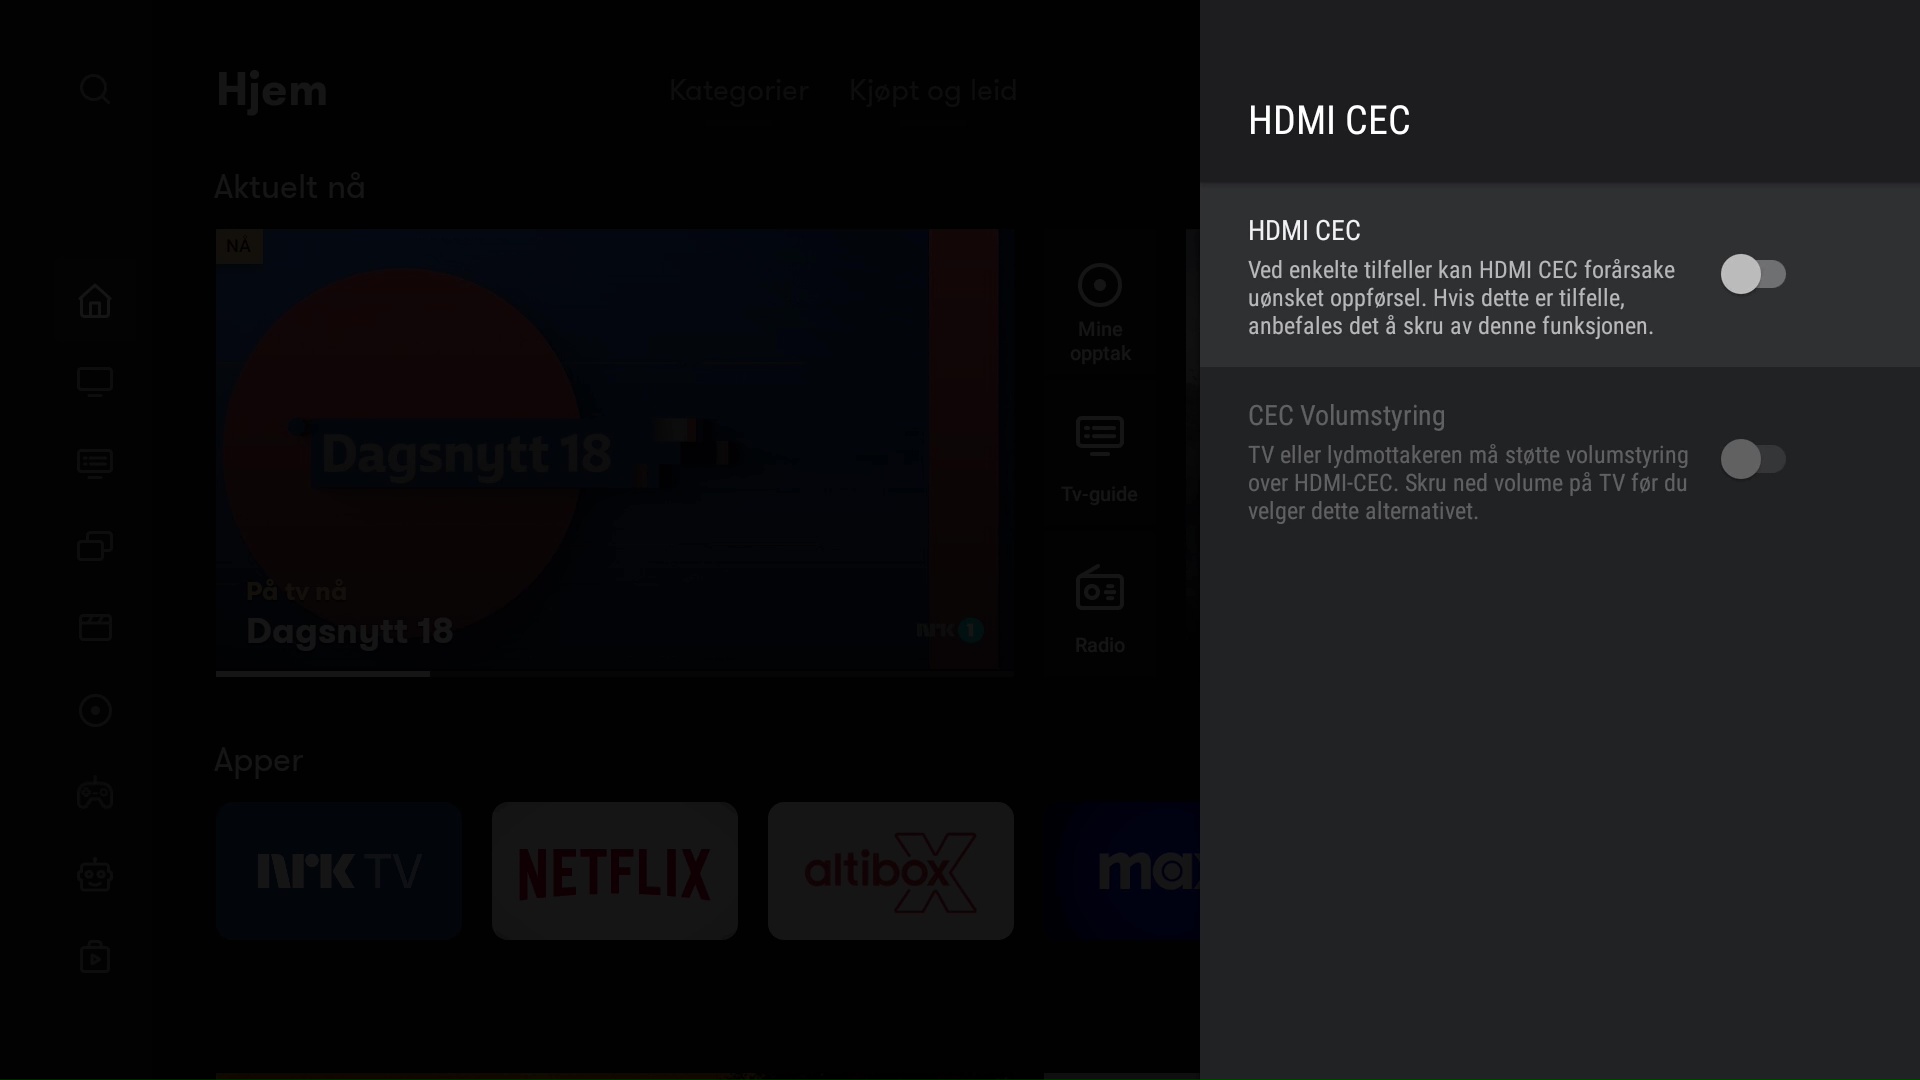 Hjem
Kategorier
Kjøpt og leid
Aktuelt nå
NÅ
Dagsnytt 18
På tv nå
Dagsnytt 18
nrk 1
Mine
opptak
Tv-guide
Radio
Apper
NRK TV
NETFLIX
altibox X
max
HDMI CEC
HDMI CEC
Ved enkelte tilfeller kan HDMI CEC forårsake
uønsket oppførsel. Hvis dette er tilfelle,
anbefales det å skru av denne funksjonen.
CEC Volumstyring
TV eller lydmottakeren må støtte volumstyring
over HDMI-CEC. Skru ned volume på TV før du
velger dette alternativet.